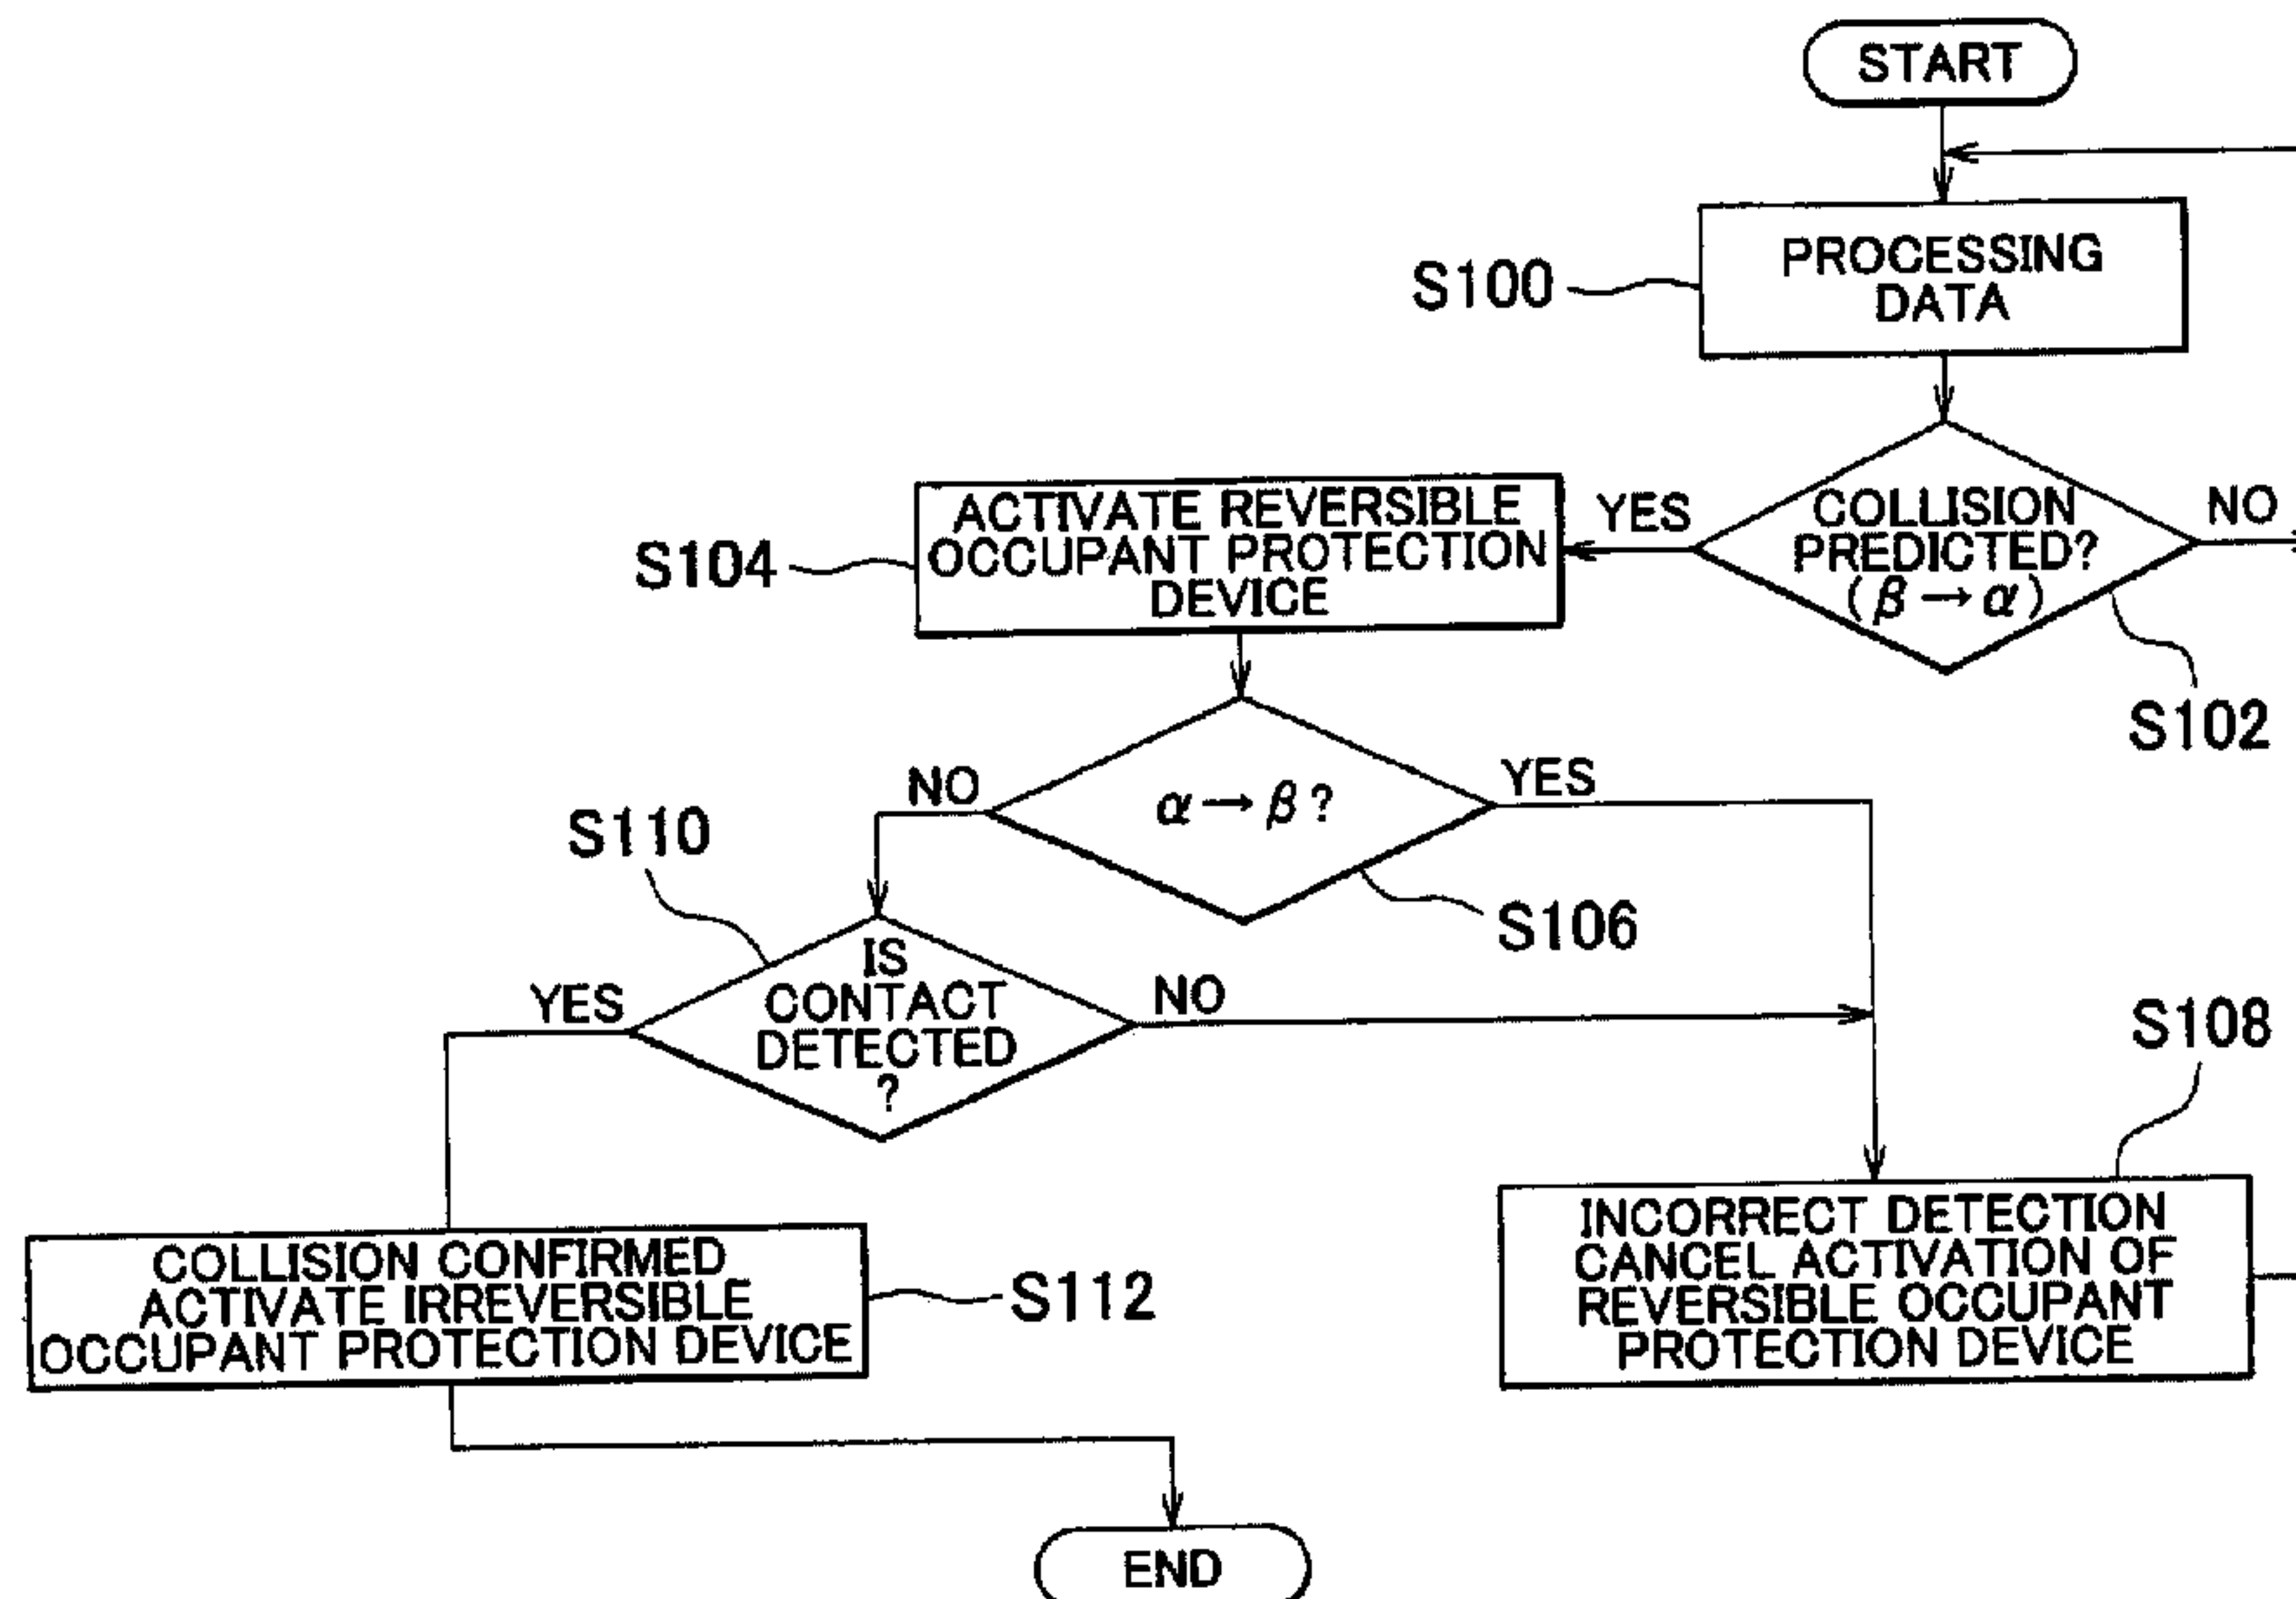 START
S100
PROCESSING
DATA
S104
ACTIVATE REVERSIBLE
OCCUPANT PROTECTION
DEVICE
YES
COLLISION
PREDICTED?
(β→α)
NO
S102
NO
α→β?
YES
S106
S110
YES
IS
CONTACT
DETECTED
?
NO
S108
COLLISION CONFIRMED
ACTIVATE IRREVERSIBLE
OCCUPANT PROTECTION DEVICE
S112
INCORRECT DETECTION
CANCEL ACTIVATION OF
REVERSIBLE OCCUPANT
PROTECTION DEVICE
END